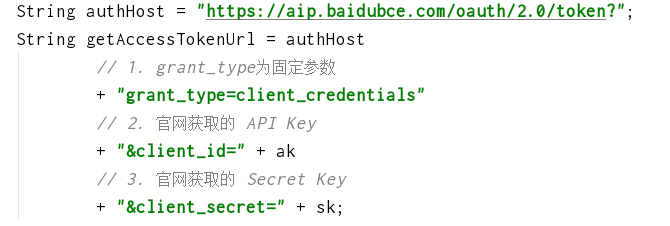 String authHost = "https://aip.baidubce.com/oauth/2.0/token?";
String getAccessTokenUrl = authHost
// 1. grant_type为固定参数
+ "grant_type=client_credentials"
// 2. 官网获取的 API Key
+ "&client_id=" + ak
// 3. 官网获取的 Secret Key
+ "&client_secret=" + sk;